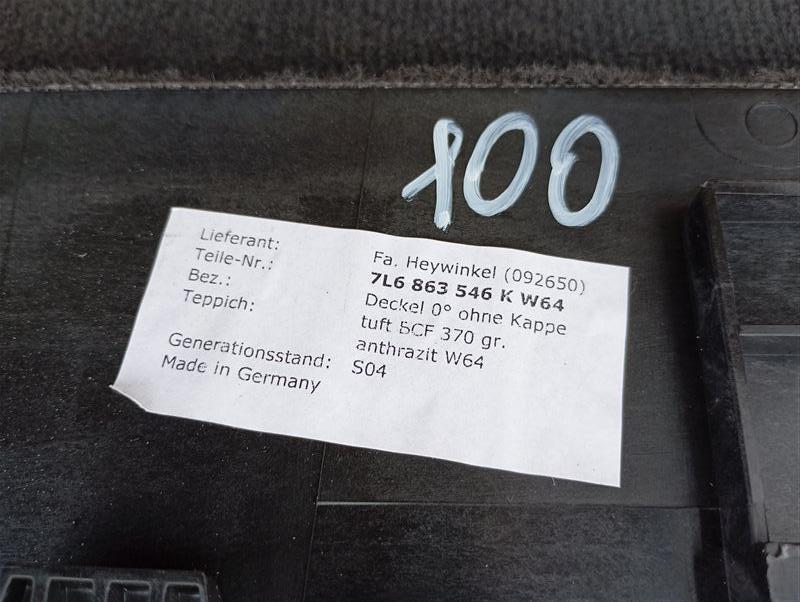 100
Lieferant: Fa. Heywinkel (092650)
Teile-Nr.: 7L6 863 546 K W64
Bez.: Deckel 0° ohne Kappe
Teppich: tuft BCF 370 gr.
anthrazit W64
Generationsstand: S04
Made in Germany